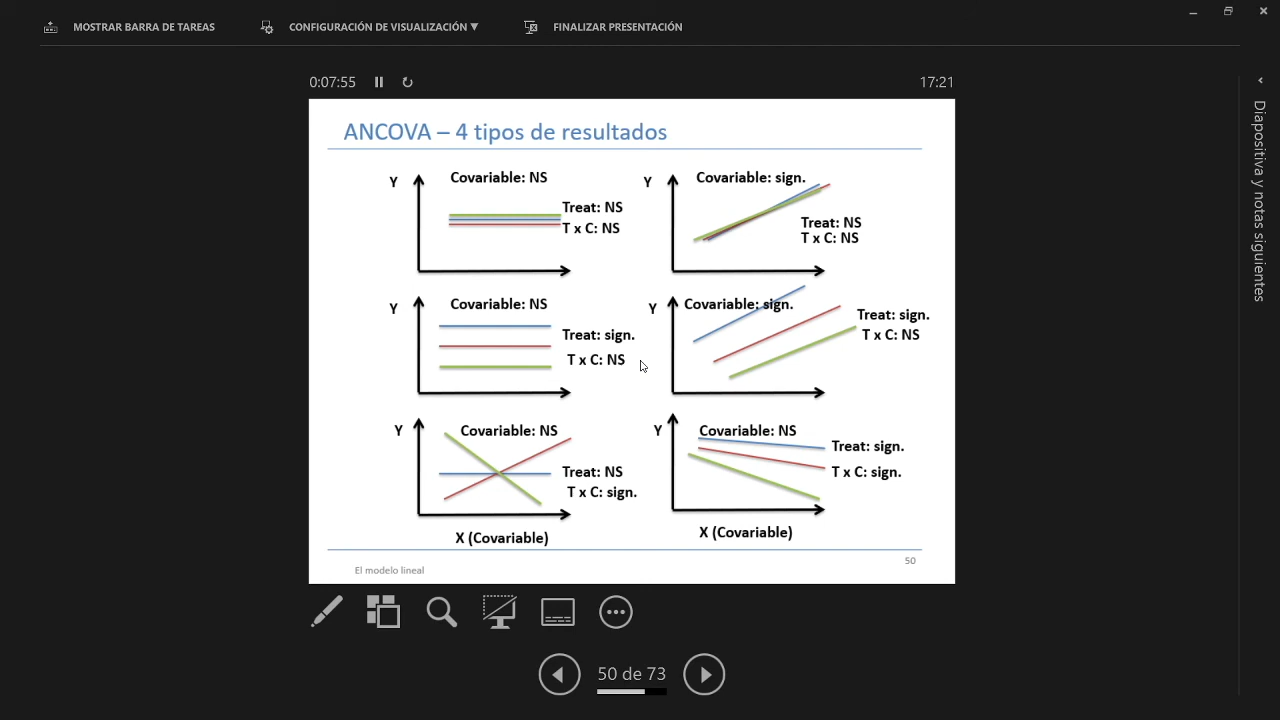 MOSTRAR BARRA DE TAREAS
CONFIGURACIÓN DE VISUALIZACIÓN ▼
FINALIZAR PRESENTACIÓN
0:07:55
17:21
Diapositiva y notas siguientes
ANCOVA – 4 tipos de resultados
Y
Covariable: NS
Treat: NS
T x C: NS
Y
Covariable: sign.
Treat: NS
T x C: NS
Y
Covariable: NS
Treat: sign.
T x C: NS
Y
Covariable: sign.
Treat: sign.
T x C: NS
Y
Covariable: NS
Treat: NS
T x C: sign.
X (Covariable)
Y
Covariable: NS
Treat: sign.
T x C: sign.
X (Covariable)
El modelo lineal
50
50 de 73